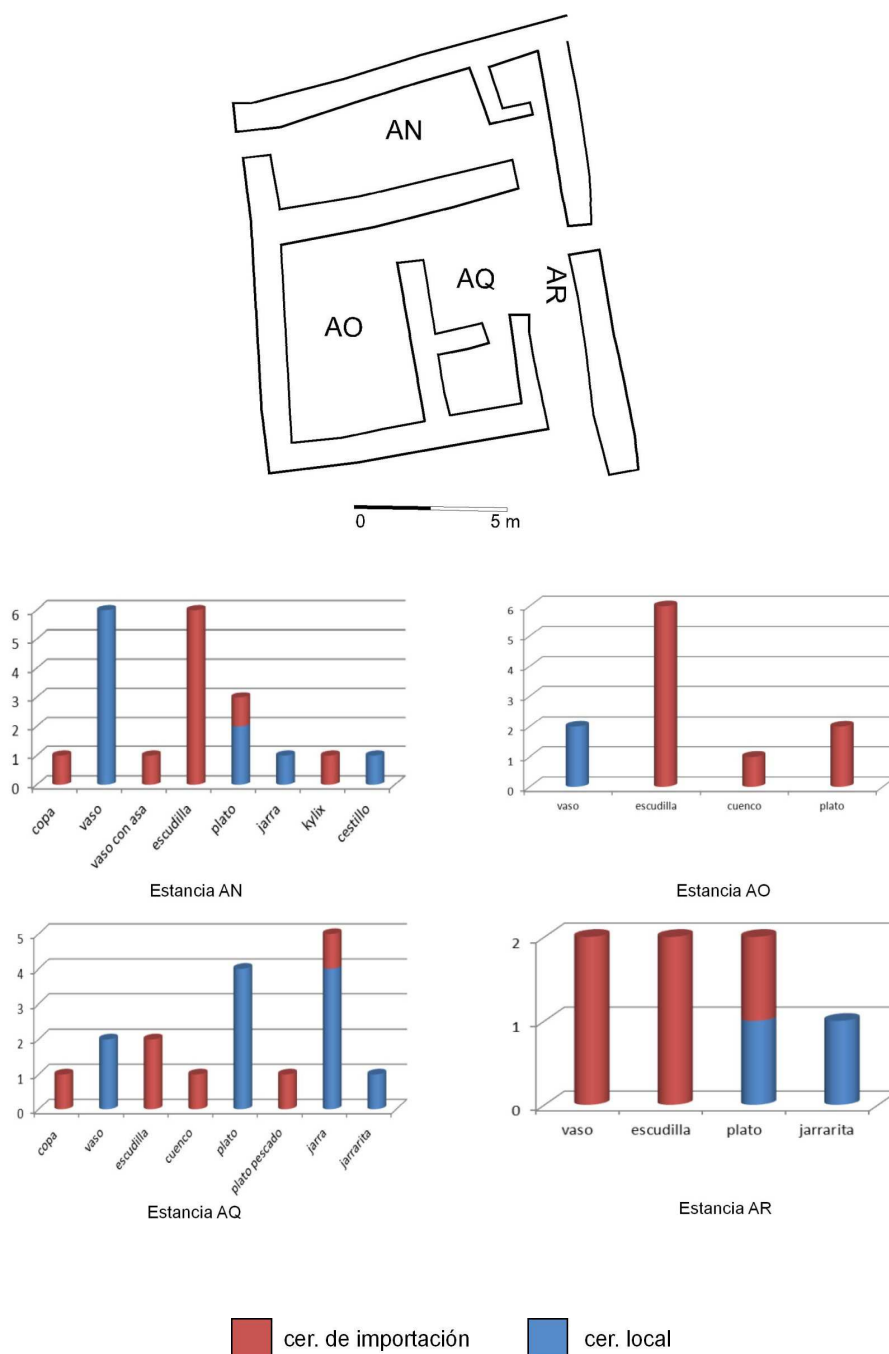 AN
AQ
AR
AO
0 5 m
6
5
4
3
2
1
0
copa vaso vaso con asa escudilla plato jarra kylix cestillo
Estancia AN
6
5
4
3
2
1
0
vaso escudilla cuenco plato
Estancia AO
5
4
3
2
1
0
copa vaso escudilla cuenco plato plato pescado jarra jarrarita
Estancia AQ
2
1
0
vaso escudilla plato jarrarita
Estancia AR
cer. de importación cer. local